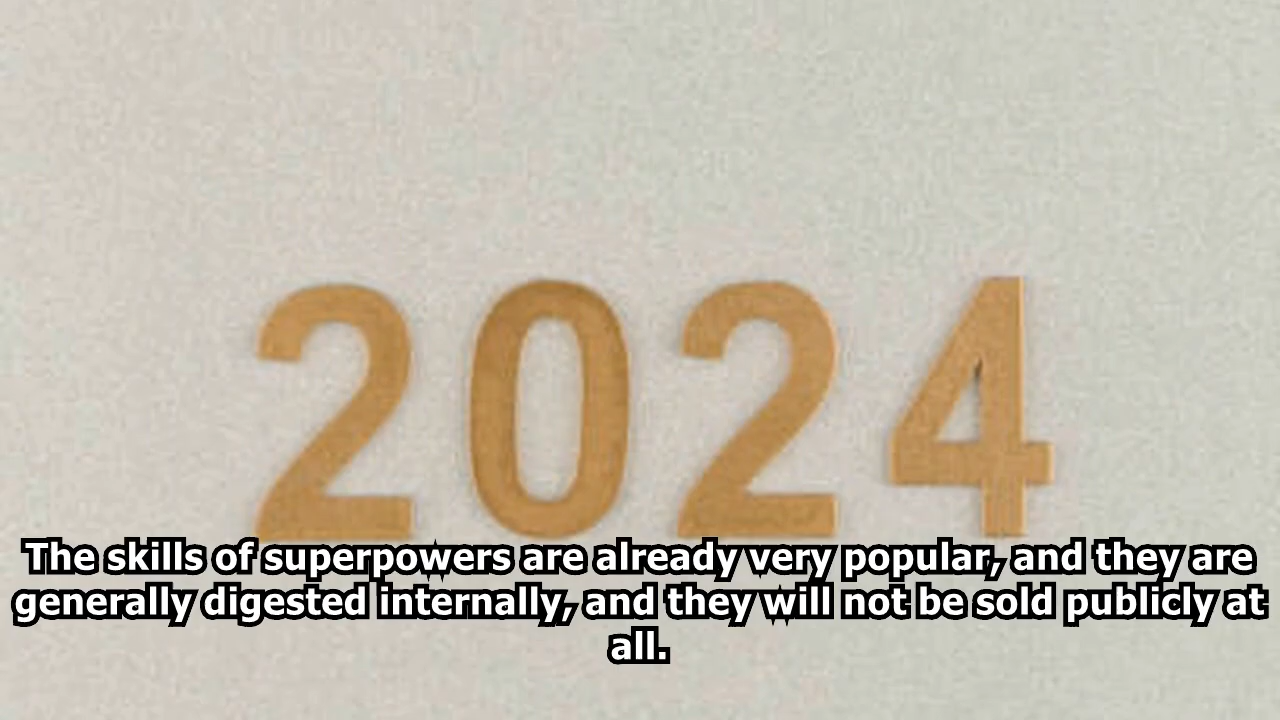 2024
The skills of superpowers are already very popular, and they are
generally digested internally, and they will not be sold publicly at
all.